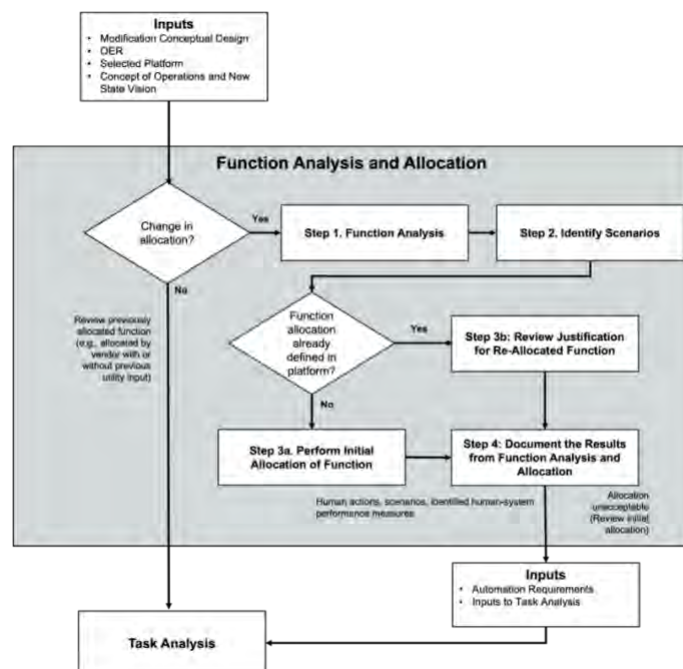 Inputs
• Modification Conceptual Design
• OER
• Selected Platform
• Concept of Operations and New
State Vision
Function Analysis and Allocation
Change in
allocation?
Yes
Step 1. Function Analysis
Step 2. Identify Scenarios
No
Review previously
allocated function
(e.g., allocated by
vendor with or
without previous
utility input)
Function
allocation
already
defined in
platform?
Yes
Step 3b: Review Justification
for Re-Allocated Function
No
Step 3a. Perform Initial
Allocation of Function
Step 4: Document the Results
from Function Analysis and
Allocation
Human actions, scenarios, identified human-system
performance measures
Allocation
unacceptable
(Review initial
allocation)
Inputs
• Automation Requirements
• Inputs to Task Analysis
Task Analysis